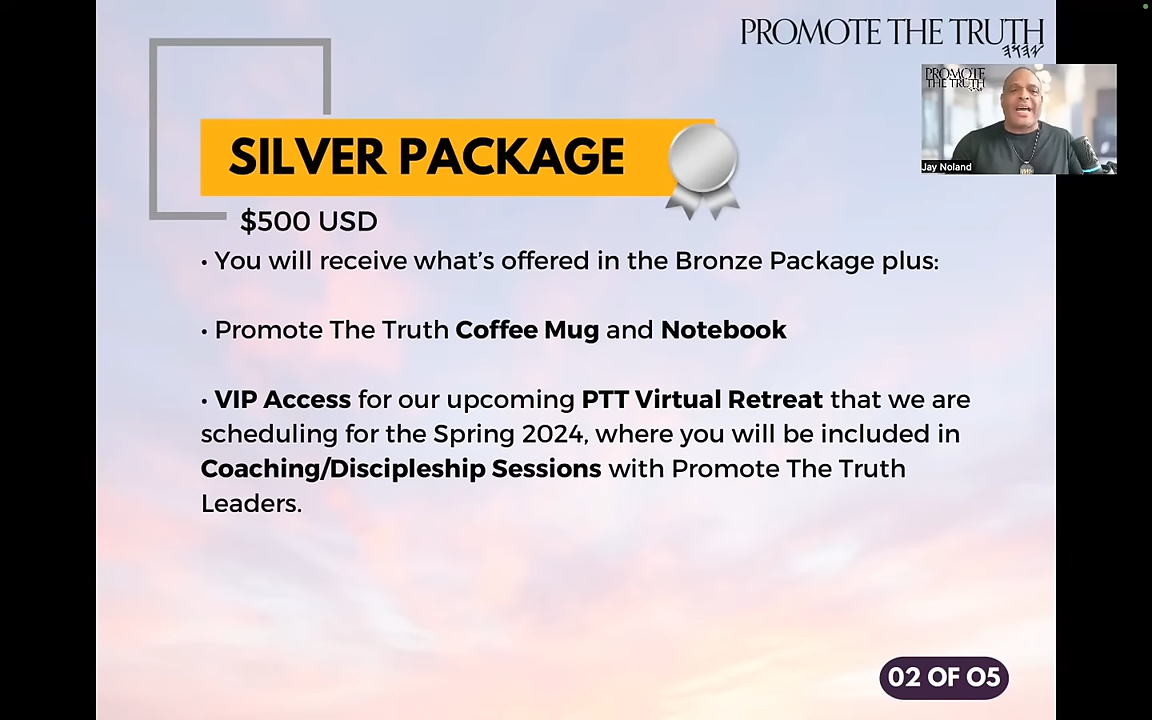 PROMOTE THE TRUTH
𐤉𐤄𐤅𐤄
PROMOTE
THE TRUTH
Jay Noland
SILVER PACKAGE
$500 USD
• You will receive what’s offered in the Bronze Package plus:
• Promote The Truth Coffee Mug and Notebook
• VIP Access for our upcoming PTT Virtual Retreat that we are
scheduling for the Spring 2024, where you will be included in
Coaching/Discipleship Sessions with Promote The Truth
Leaders.
02 OF 05